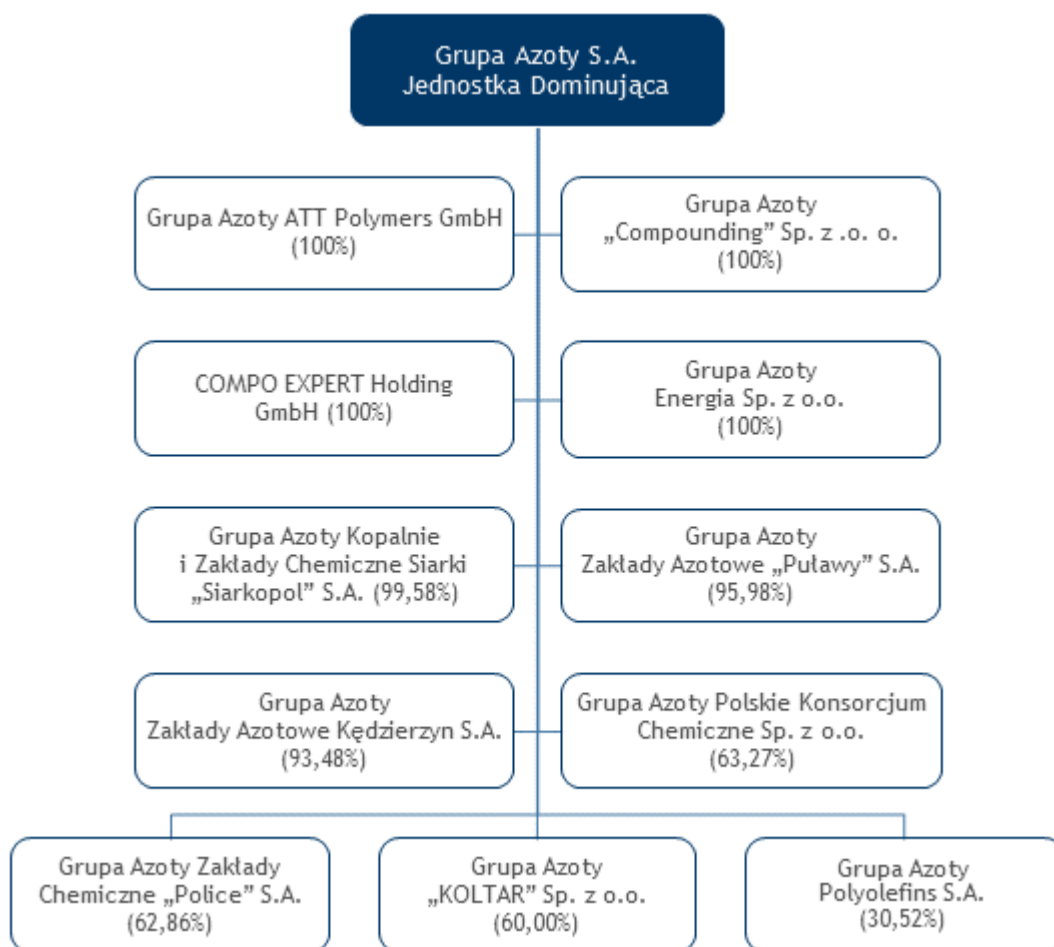 Grupa Azoty S.A.
Jednostka Dominująca
Grupa Azoty ATT Polymers GmbH
(100%)
Grupa Azoty
„Compounding” Sp. z .o. o.
(100%)
COMPO EXPERT Holding
GmbH (100%)
Grupa Azoty
Energia Sp. z o.o.
(100%)
Grupa Azoty Kopalnie
i Zakłady Chemiczne Siarki
„Siarkopol” S.A. (99,58%)
Grupa Azoty
Zakłady Azotowe „Puławy” S.A.
(95,98%)
Grupa Azoty
Zakłady Azotowe Kędzierzyn S.A.
(93,48%)
Grupa Azoty Polskie Konsorcjum
Chemiczne Sp. z o.o.
(63,27%)
Grupa Azoty Zakłady
Chemiczne „Police” S.A.
(62,86%)
Grupa Azoty
„KOLTAR” Sp. z o.o.
(60,00%)
Grupa Azoty
Polyolefins S.A.
(30,52%)